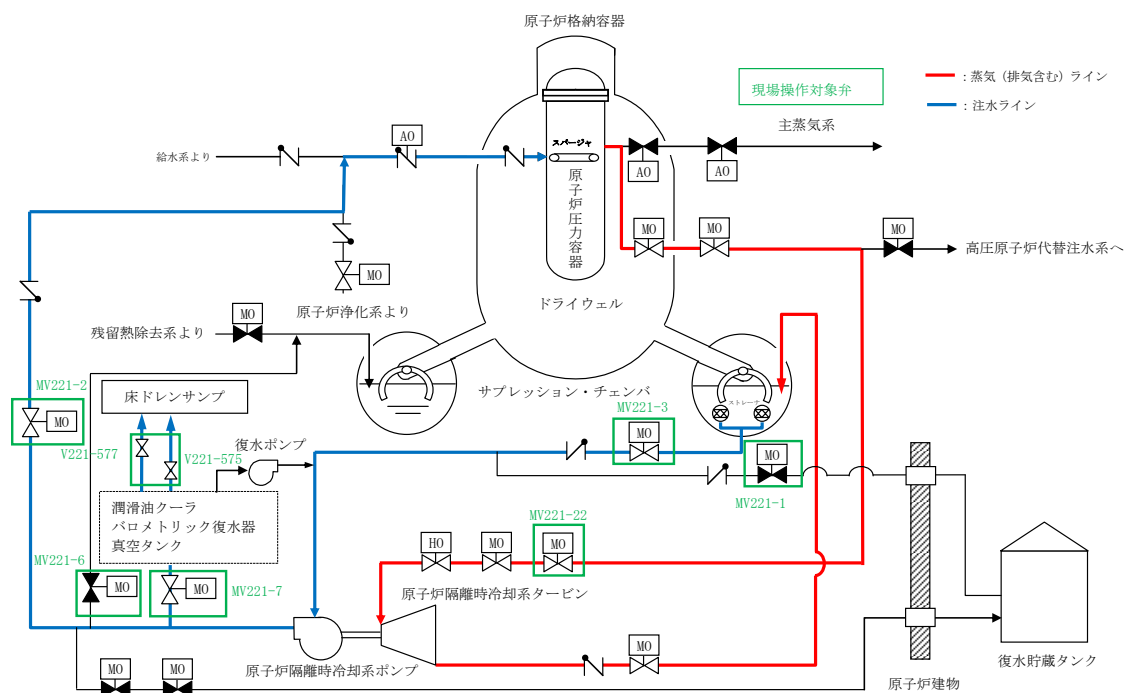 原子炉格納容器
現場操作対象弁
：蒸気（排気含む）ライン
：注水ライン
主蒸気系
給水系より
AO
スパージャ
原子炉圧力容器
AO
AO
MO
MO
MO
高圧原子炉代替注水系へ
MO
原子炉浄化系より
ドライウェル
残留熱除去系より
MO
サプレッション・チェンバ
ストレーナ
MV221-2
MO
床ドレンサンプ
V221-577
V221-575
復水ポンプ
MV221-3
MO
MO
MV221-1
潤滑油クーラ
バロメトリック復水器
真空タンク
MV221-22
HO
MO
MO
MV221-6
MO
MO
MV221-7
原子炉隔離時冷却系タービン
原子炉隔離時冷却系ポンプ
MO
MO
MO
原子炉建物
復水貯蔵タンク